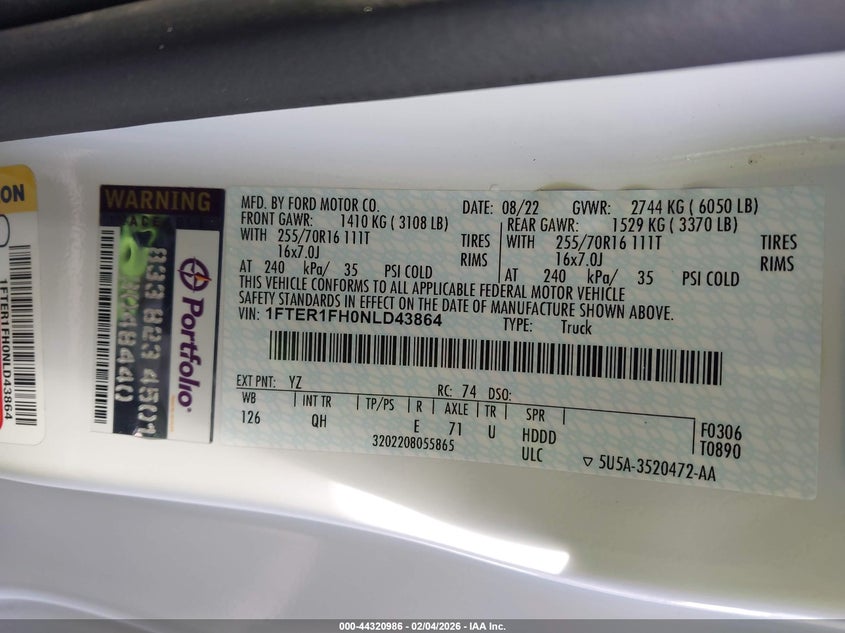 ON
1FTER1FH0NLD43864
WARNING
833 823 4501
Portfolio
MFD. BY FORD MOTOR CO. DATE: 08/22 GVWR: 2744 KG ( 6050 LB)
FRONT GAWR: 1410 KG ( 3108 LB) REAR GAWR: 1529 KG ( 3370 LB)
WITH 255/70R16 111T TIRES WITH 255/70R16 111T TIRES
16x7.0J RIMS 16x7.0J RIMS
AT 240 kPa/ 35 PSI COLD AT 240 kPa/ 35 PSI COLD
THIS VEHICLE CONFORMS TO ALL APPLICABLE FEDERAL MOTOR VEHICLE
SAFETY STANDARDS IN EFFECT ON THE DATE OF MANUFACTURE SHOWN ABOVE.
VIN: 1FTER1FH0NLD43864
TYPE: Truck
EXT PNT: YZ RC: 74 DSO:
WB INT TR TP/PS R AXLE TR SPR
126 QH E 71 U HDDD F0306
3202208055865 ULC T0890
5U5A-3520472-AA
000-44320986 - 02/04/2026 - IAA Inc.